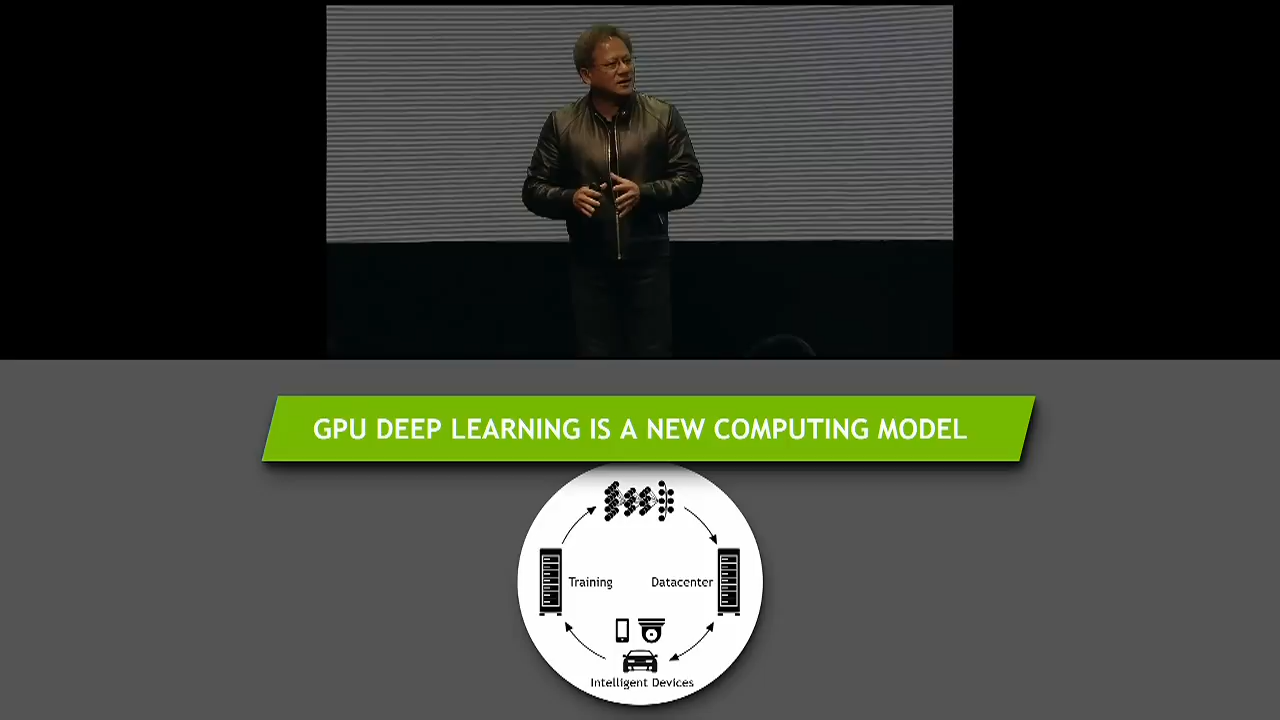 GPU DEEP LEARNING IS A NEW COMPUTING MODEL
Training
Datacenter
Intelligent Devices